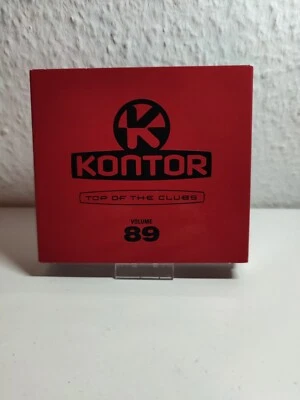 K
KONTOR
TOP OF THE CLUBS
VOLUME
89